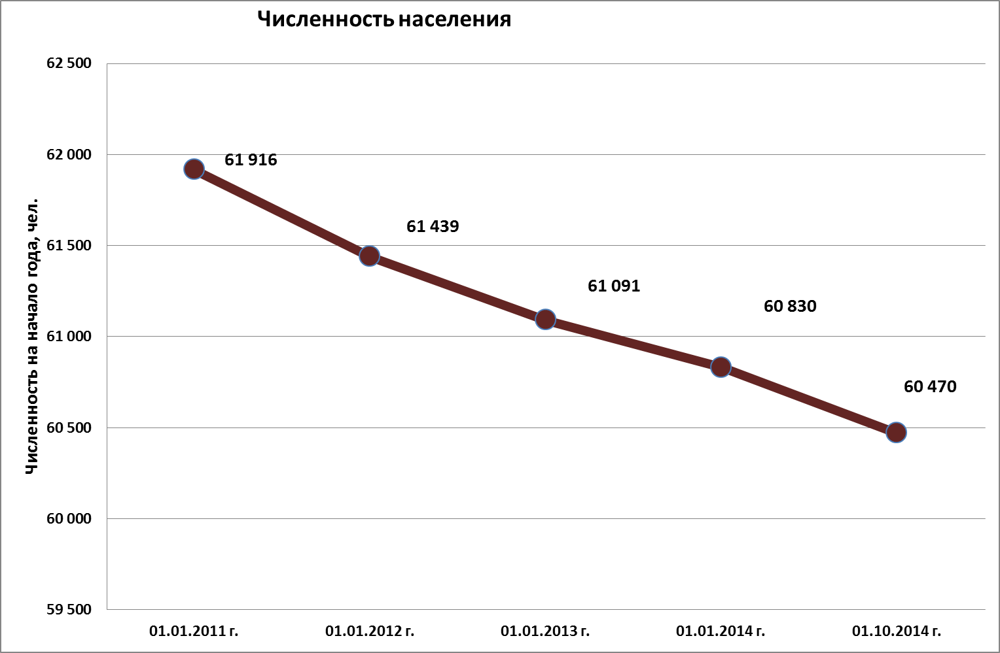 Численность населения
62 500
62 000
61 500
61 000
60 500
60 000
59 500
Численность на начало года, чел.
61 916
61 439
61 091
60 830
60 470
01.01.2011 г.
01.01.2012 г.
01.01.2013 г.
01.01.2014 г.
01.10.2014 г.